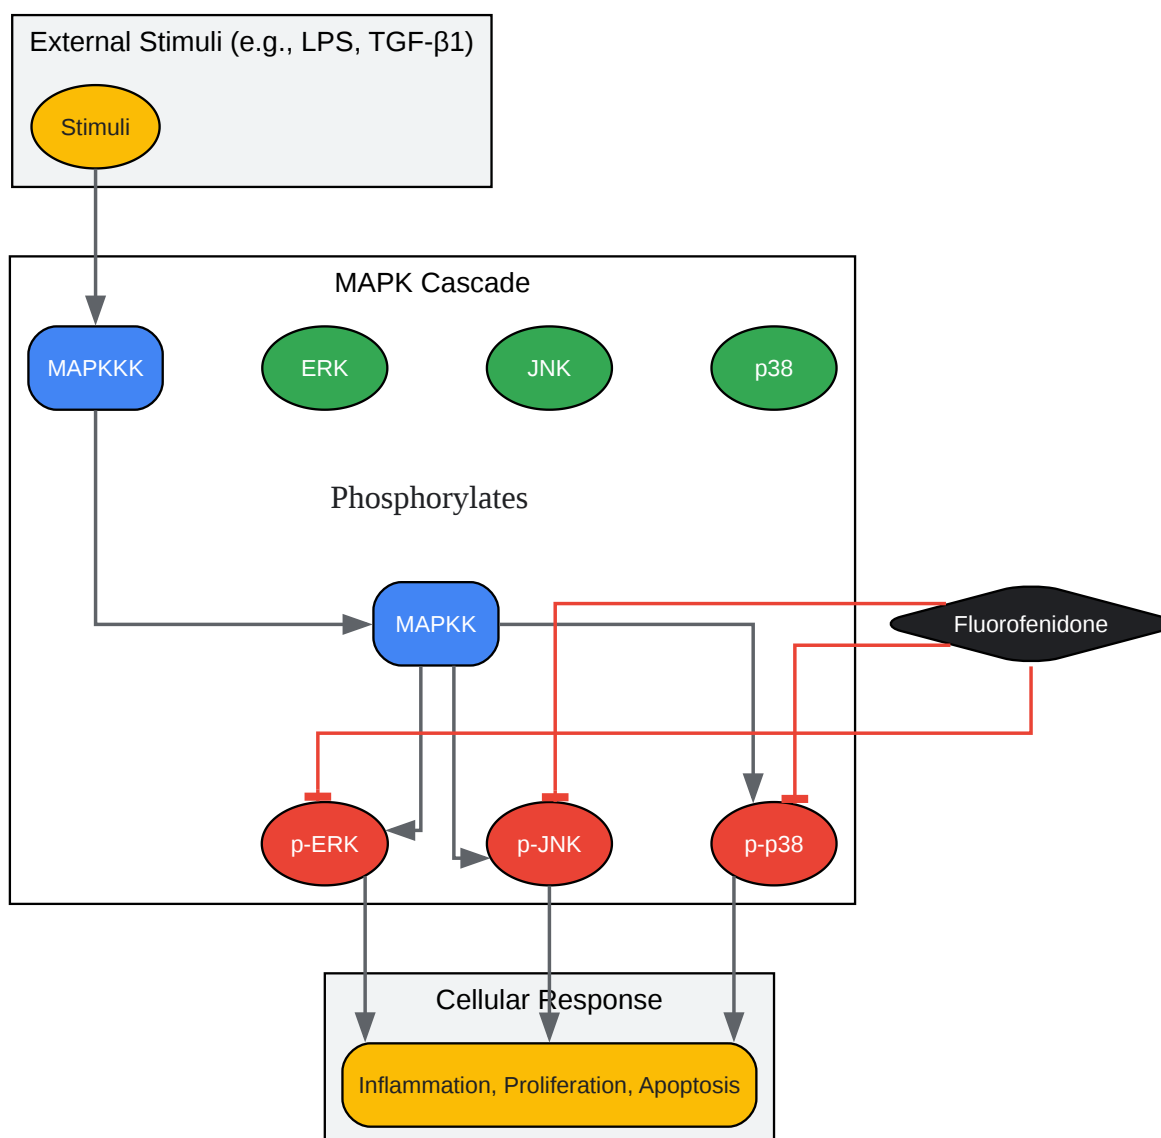 External Stimuli (e.g., LPS, TGF-β1)
Stimuli
MAPK Cascade
MAPKKK
ERK
JNK
p38
Phosphorylates
MAPKK
Fluorofenidone
p-ERK
p-JNK
p-p38
Cellular Response
Inflammation, Proliferation, Apoptosis